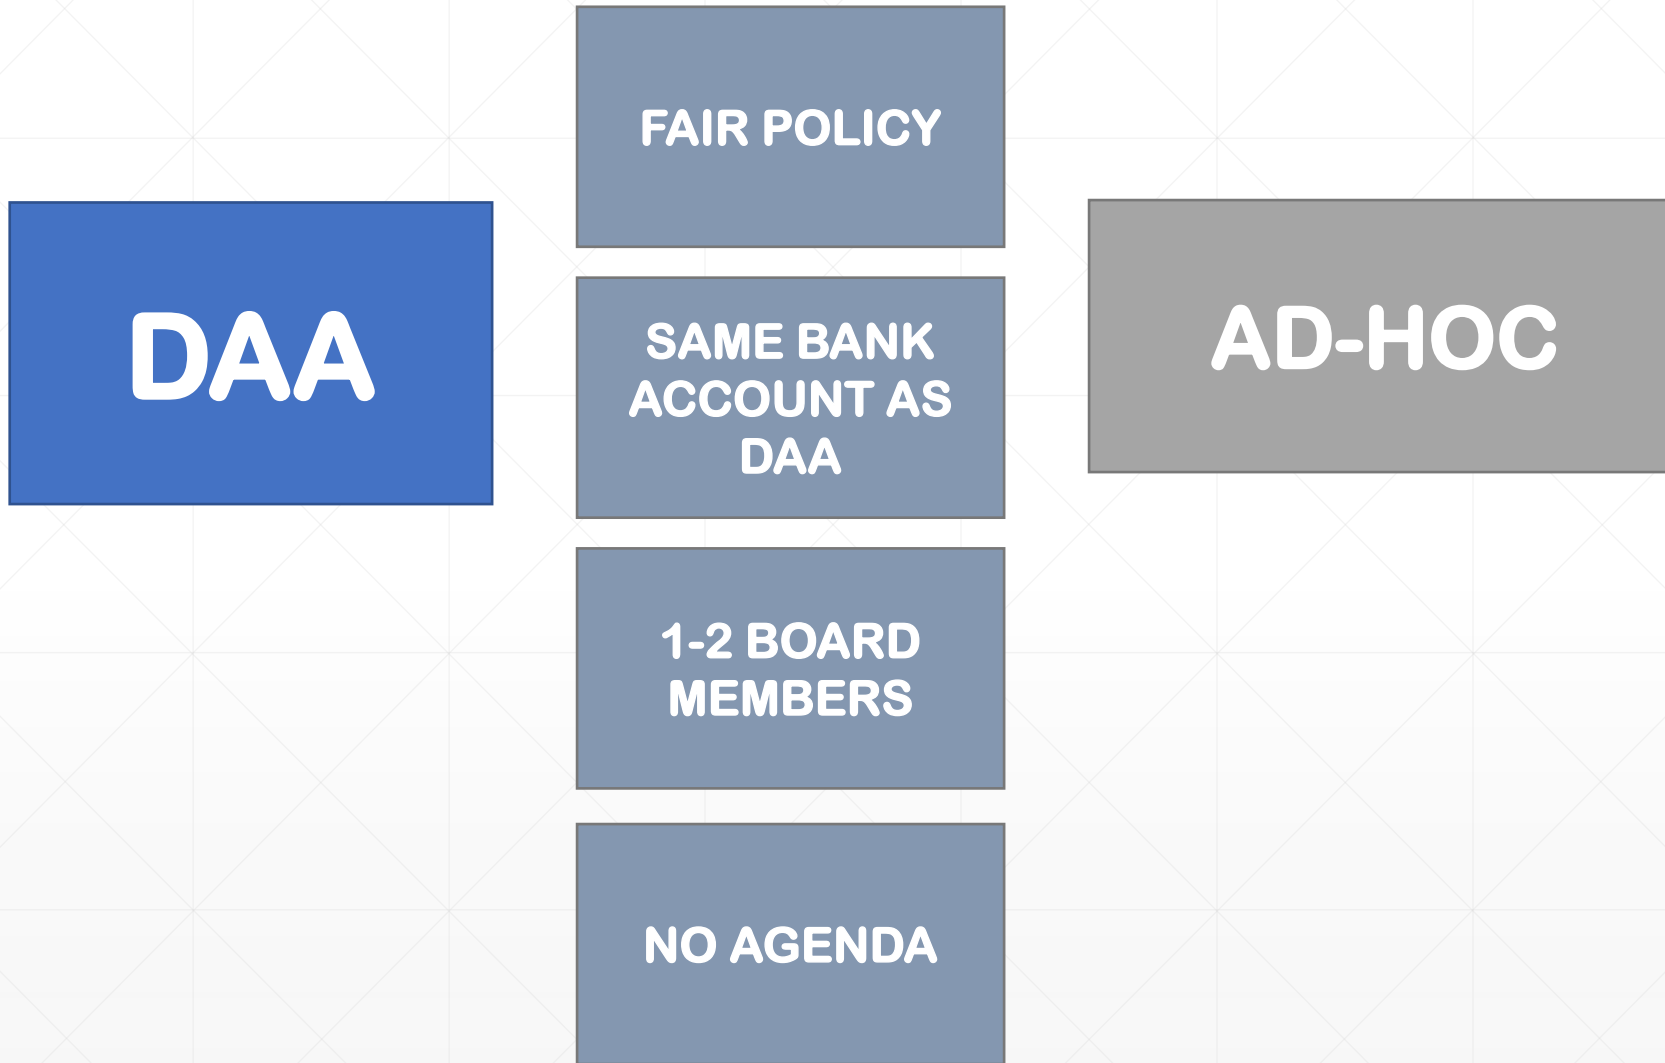 DAA
FAIR POLICY
SAME BANK
ACCOUNT AS
DAA
1-2 BOARD
MEMBERS
NO AGENDA
AD-HOC